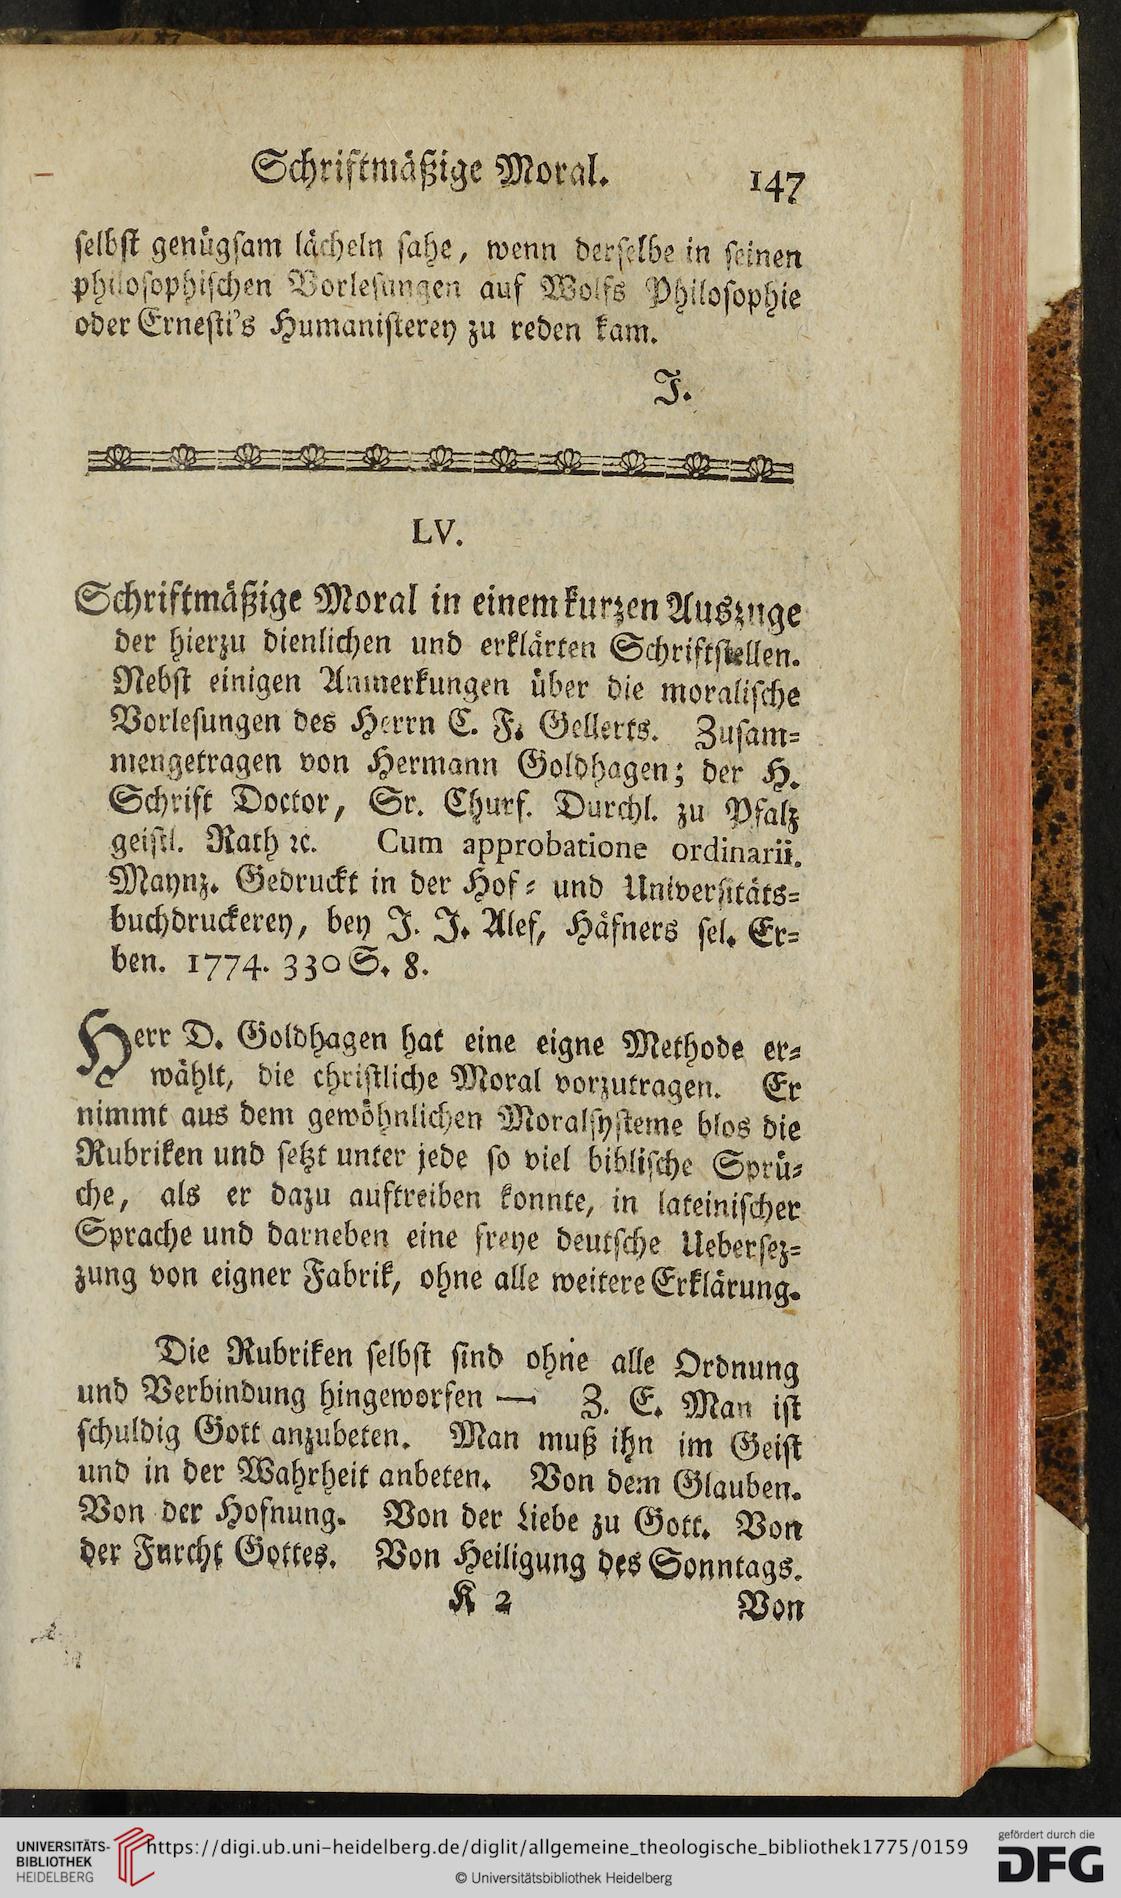 Schriftmäßige Moral. 147
selbst genügsam lächeln sahe, wenn derselbe in seinen
philosophischen Vorlesungen auf Wolfs Philosophie
oder Ernesti's Humanisterey zu reden kam.
J.
LV.
Schriftmäßige Moral in einem kurzen Auszuge
der hierzu dienlichen und erklärten Schriftstellen.
Nebst einigen Anmerkungen über die moralische
Vorlesungen des Herrn C. F. Gellerts. Zusam-
mengetragen von Hermann Goldhagen; der H.
Schrift Doctor, Sr. Churf. Durchl. zu Pfalz
geistl. Rath ꝛc. Cum approbatione ordinarii.
Maynz. Gedruckt in der Hof- und Universitäts-
buchdruckerey, bey J. J. Alef, Häfners sel. Er-
ben. 1774. 330 S. 8.
Herr D. Goldhagen hat eine eigne Methode er-
wählt, die christliche Moral vorzutragen. Er
nimmt aus dem gewöhnlichen Moralsysteme blos die
Rubriken und setzt unter jede so viel biblische Sprü-
che, als er dazu auftreiben konnte, in lateinischer
Sprache und darneben eine freye deutsche Uebersez-
zung von eigner Fabrik, ohne alle weitere Erklärung.
Die Rubriken selbst sind ohne alle Ordnung
und Verbindung hingeworfen — Z. E. Man ist
schuldig Gott anzubeten. Man muß ihn im Geist
und in der Wahrheit anbeten. Von dem Glauben.
Von der Hofnung. Von der Liebe zu Gott. Von
der Furcht Gottes. Von Heiligung des Sonntags.
K 2 Von
UNIVERSITÄTS-
BIBLIOTHEK
HEIDELBERG
https://digi.ub.uni-heidelberg.de/diglit/allgemeine_theologische_bibliothek1775/0159
© Universitätsbibliothek Heidelberg
gefördert durch die
DFG